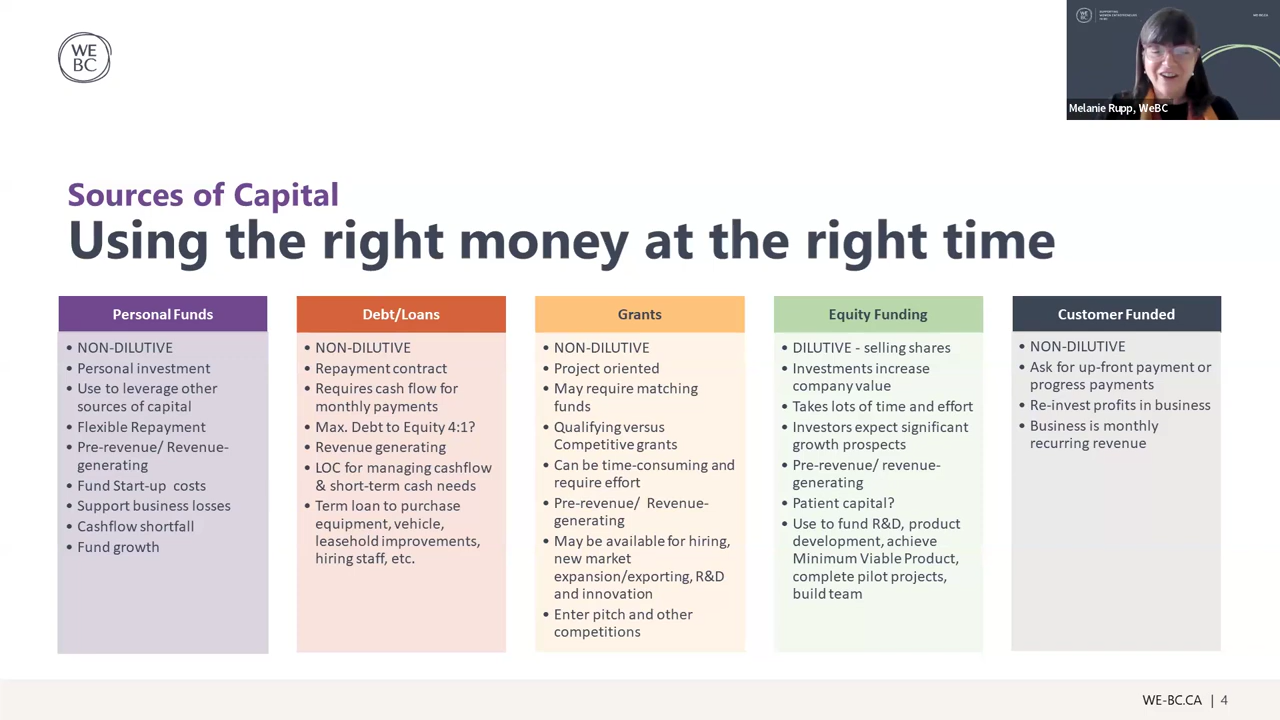 WE
BC
WE
BC
Melanie Rupp, WeBC
Sources of Capital
Using the right money at the right time
Personal Funds
• NON-DILUTIVE
• Personal investment
• Use to leverage other
sources of capital
• Flexible Repayment
• Pre-revenue/ Revenue-
generating
• Fund Start-up costs
• Support business losses
• Cashflow shortfall
• Fund growth
Debt/Loans
• NON-DILUTIVE
• Repayment contract
• Requires cash flow for
monthly payments
• Max. Debt to Equity 4:1?
• Revenue generating
• LOC for managing cashflow
& short-term cash needs
• Term loan to purchase
equipment, vehicle,
leasehold improvements,
hiring staff, etc.
Grants
• NON-DILUTIVE
• Project oriented
• May require matching
funds
• Qualifying versus
Competitive grants
• Can be time-consuming and
require effort
• Pre-revenue/ Revenue-
generating
• May be available for hiring,
new market
expansion/exporting, R&D
and innovation
• Enter pitch and other
competitions
Equity Funding
• DILUTIVE - selling shares
• Investments increase
company value
• Takes lots of time and effort
• Investors expect significant
growth prospects
• Pre-revenue/ revenue-
generating
• Patient capital?
• Use to fund R&D, product
development, achieve
Minimum Viable Product,
complete pilot projects,
build team
Customer Funded
• NON-DILUTIVE
• Ask for up-front payment or
progress payments
• Re-invest profits in business
• Business is monthly
recurring revenue
WE-BC.CA | 4